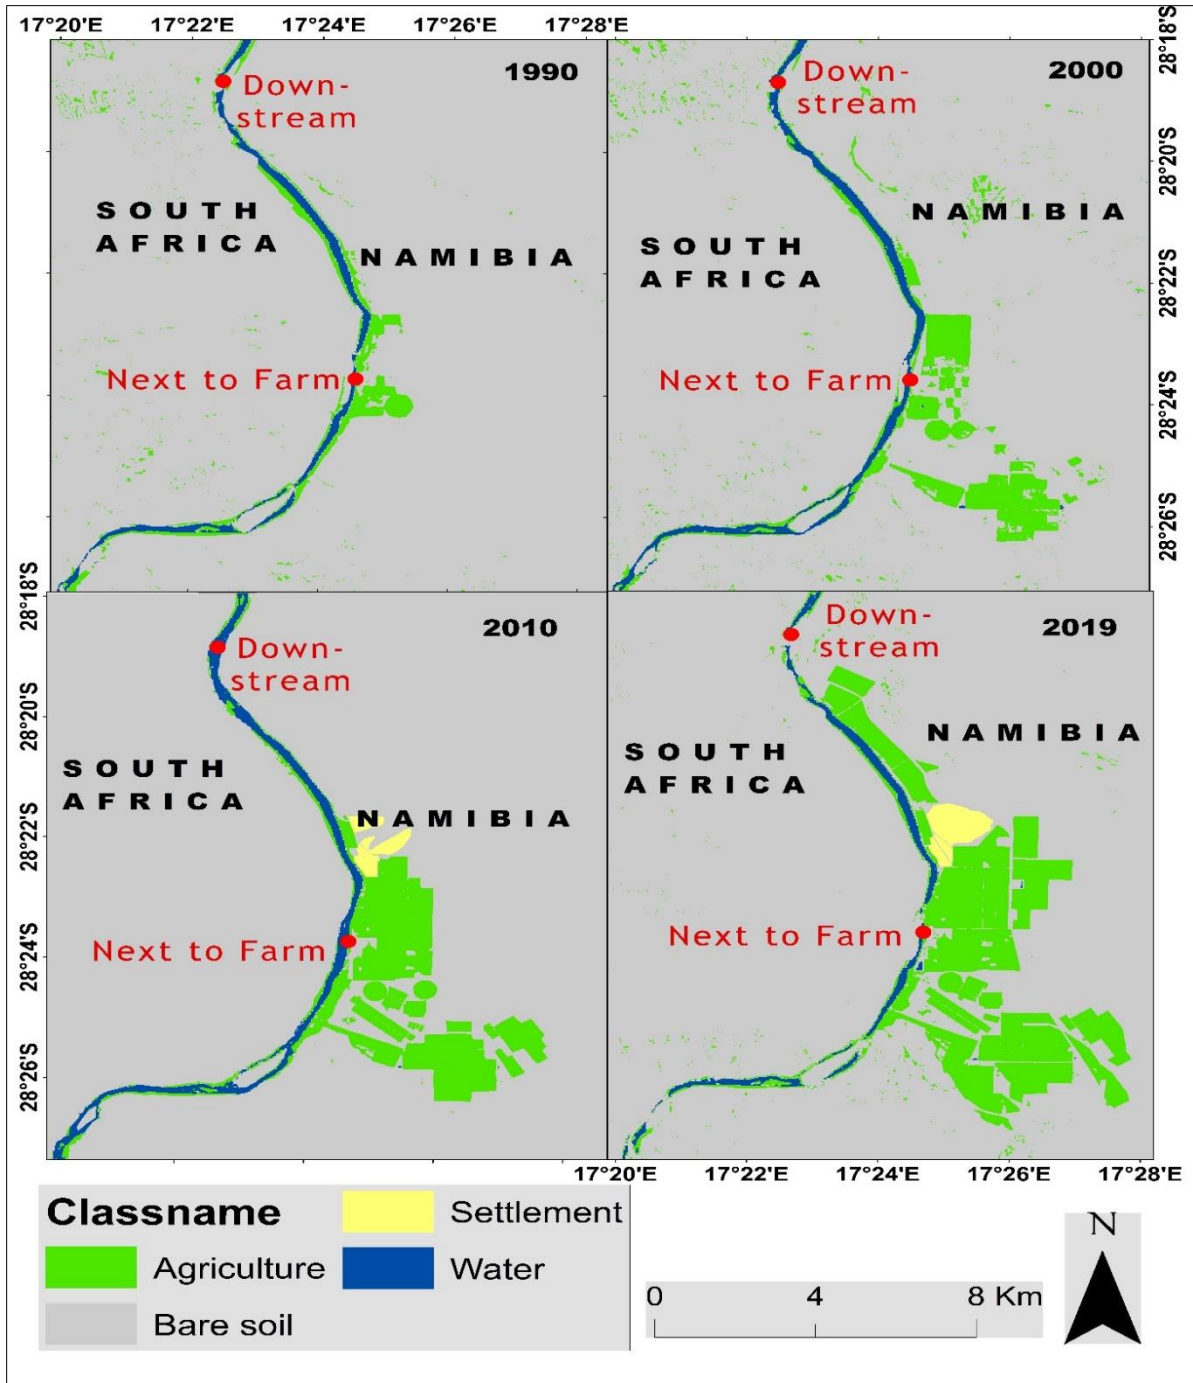 17°20'E 17°22'E 17°24'E 17°26'E 17°28'E
1990
Down-
stream
SOUTH
AFRICA
NAMIBIA
Next to Farm
2000
Down-
stream
NAMIBIA
SOUTH
AFRICA
Next to Farm
28°18'S
28°20'S
28°22'S
28°24'S
28°26'S
28°18'S
28°20'S
28°22'S
28°24'S
28°26'S
2010
Down-
stream
SOUTH
AFRICA
NAMIBIA
Next to Farm
2019
Down-
stream
NAMIBIA
SOUTH
AFRICA
Next to Farm
17°20'E 17°22'E 17°24'E 17°26'E 17°28'E
Classname
Settlement
Agriculture
Water
Bare soil
0 4 8 Km
N